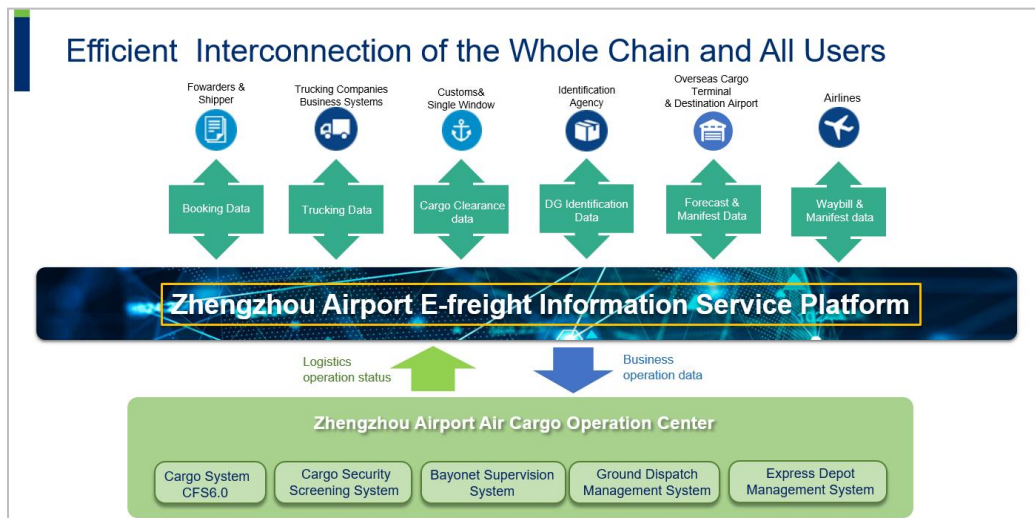 Efficient Interconnection of the Whole Chain and All Users
Fowarders &
Shipper
Trucking Companies
Business Systems
Customs&
Single Window
Identification
Agency
Overseas Cargo
Terminal
& Destination Airport
Airlines
Booking Data
Trucking Data
Cargo Clearance
data
DG Identification
Data
Forecast &
Manifest Data
Waybill &
Manifest data
Zhengzhou Airport E-freight Information Service Platform
Logistics
operation status
Business
operation data
Zhengzhou Airport Air Cargo Operation Center
Cargo System
CFS6.0
Cargo Security
Screening System
Bayonet Supervision
System
Ground Dispatch
Management System
Express Depot
Management System